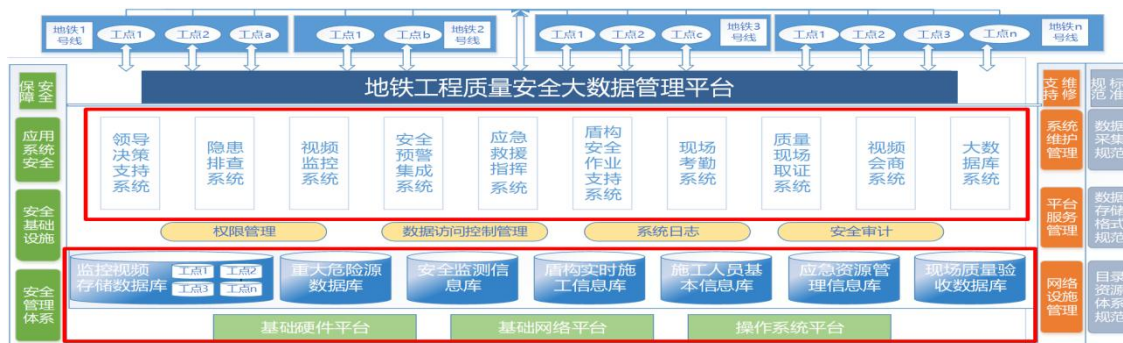 地铁1
号线
工点1
工点2
工点a
工点1
工点b
地铁2
号线
工点1
工点2
工点c
地铁3
号线
工点1
工点2
工点3
工点n
地铁n
号线
地铁工程质量安全大数据管理平台
保 安
障 全
应用
系统
安全
安全
基础
设施
安全
管理
体系
领导
决策
支持
系统
隐患
排查
系统
视频
监控
系统
安全
预警
集成
系统
应急
救援
指挥
系统
盾构
安全
作业
支持
系统
现场
考勤
系统
质量
现场
取证
系统
视频
会商
系统
大数
据库
系统
权限管理
数据访问控制管理
系统日志
安全审计
监控视频
存储数据库
工点1
工点2
工点3
工点n
重大危险源
数据库
安全监测信
息库
盾构实时施
工信息库
施工人员基
本信息库
应急资源管
理信息库
现场质量验
收数据库
基础硬件平台
基础网络平台
操作系统平台
支 维
持 修
系统
维护
管理
平台
服务
管理
网络
设施
管理
规 标
范 准
数据
采集
规范
数据
存储
格式
规范
目录
资源
体系
规范